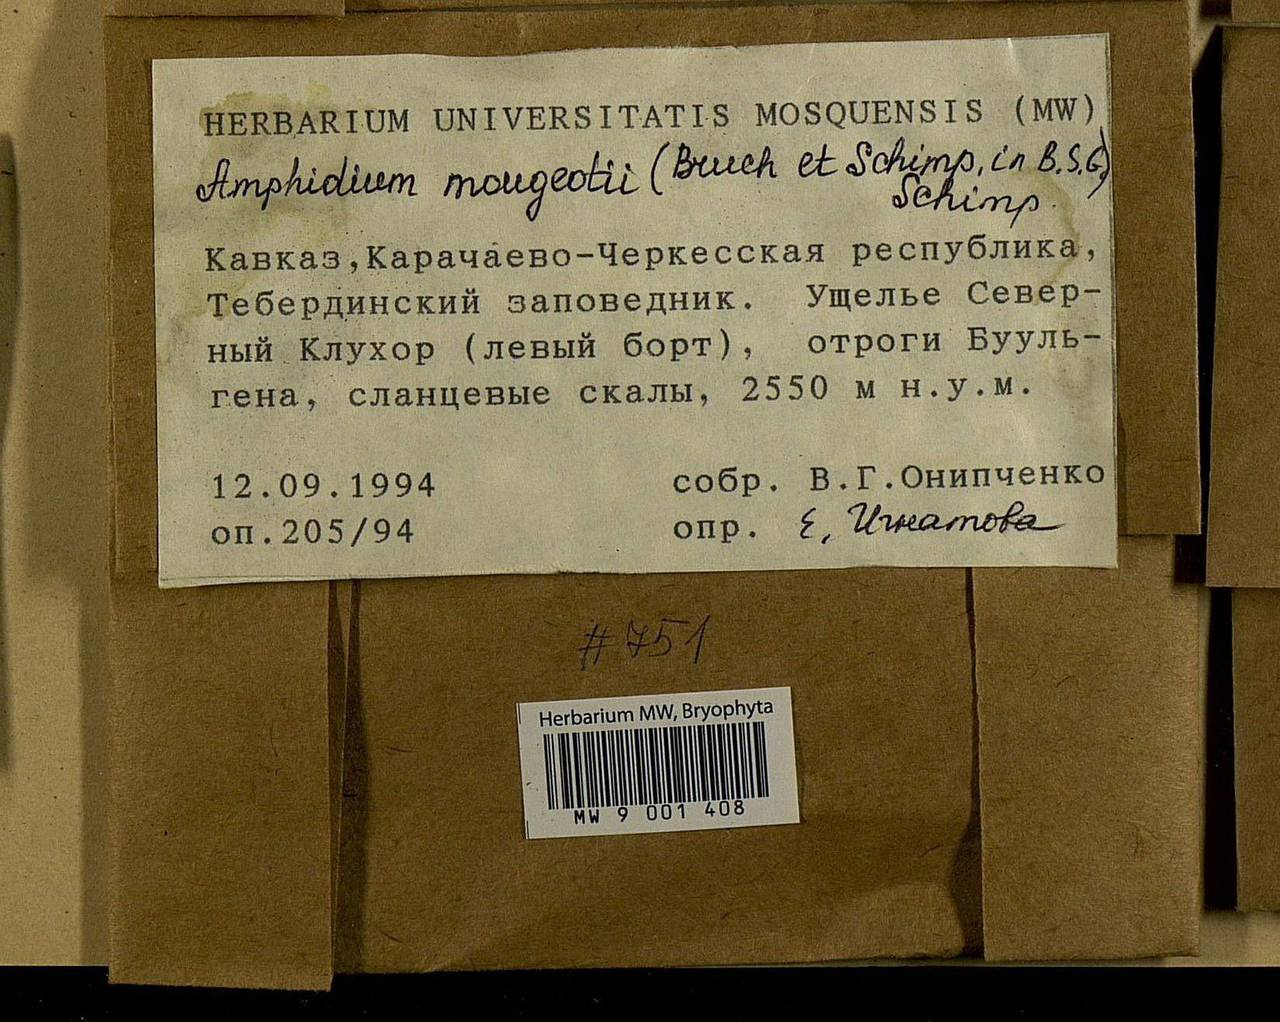 HERBARIUM UNIVERSITATIS MOSQUENSIS (MW)
Amphidium mougeotii (Bruch et Schimp. in B.S.G.)
Schimp.
Кавказ, Карачаево-Черкесская республика,
Тебердинский заповедник. Ущелье Север-
ный Клухор (левый борт), отроги Бууль-
гена, сланцевые скалы, 2550 м н.у.м.
12.09.1994 собр. В.Г.Онипченко
оп.205/94 опр. Е. Игнатова
#751
Herbarium MW, Bryophyta
MW 9 001 408